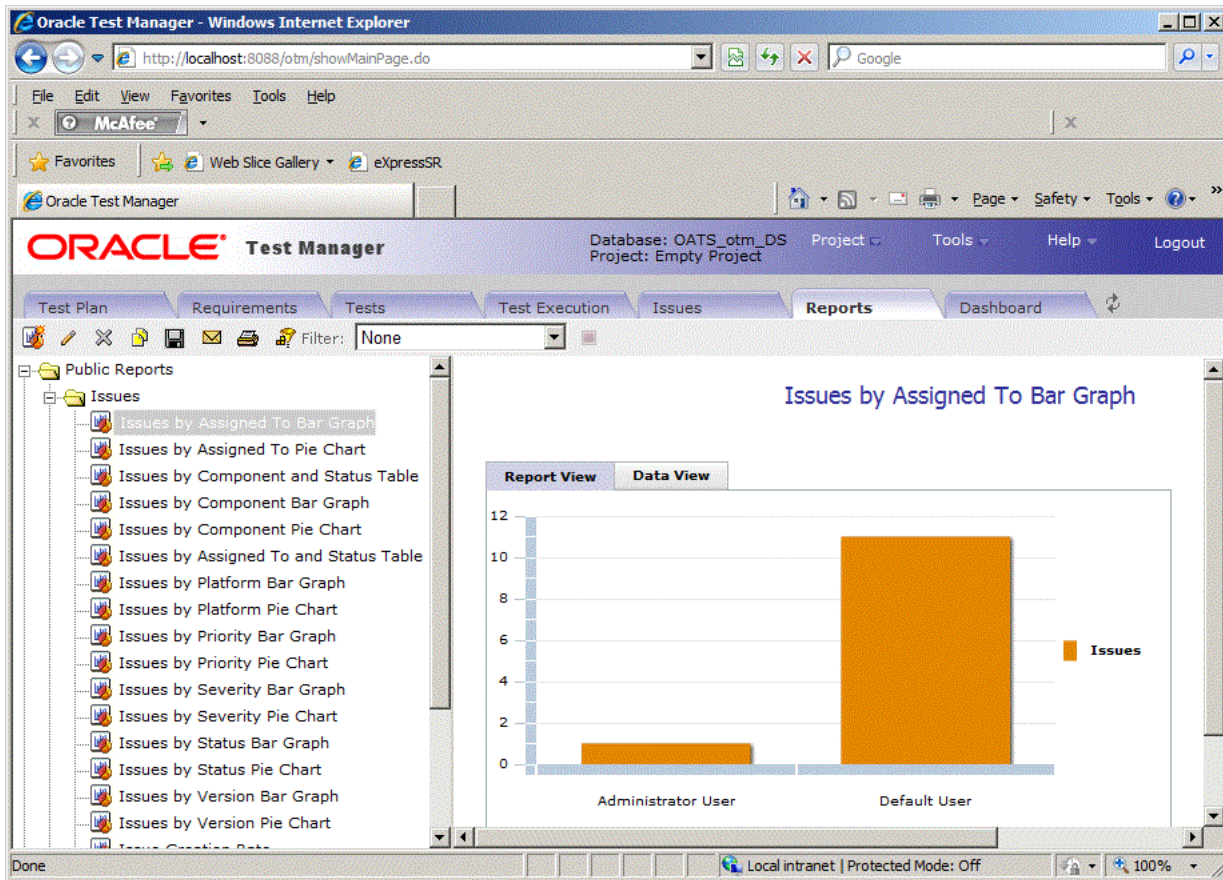 Oracle Test Manager - Windows Internet Explorer
http://localhost:8088/otm/showMainPage.do
Google
File Edit View Favorites Tools Help
McAfee
Favorites Web Slice Gallery eXpressSR
Oracle Test Manager
Page Safety Tools
ORACLE Test Manager
Database: OATS_otm_DS
Project: Empty Project
Project Tools Help Logout
Test Plan Requirements Tests Test Execution Issues Reports Dashboard
Filter: None
Public Reports
Issues
Issues by Assigned To Bar Graph
Issues by Assigned To Pie Chart
Issues by Component and Status Table
Issues by Component Bar Graph
Issues by Component Pie Chart
Issues by Assigned To and Status Table
Issues by Platform Bar Graph
Issues by Platform Pie Chart
Issues by Priority Bar Graph
Issues by Priority Pie Chart
Issues by Severity Bar Graph
Issues by Severity Pie Chart
Issues by Status Bar Graph
Issues by Status Pie Chart
Issues by Version Bar Graph
Issues by Version Pie Chart
Issues by Assigned To Bar Graph
Report View Data View
12
10
8
6
4
2
0
Issues
Administrator User Default User
Done
Local intranet | Protected Mode: Off
100%